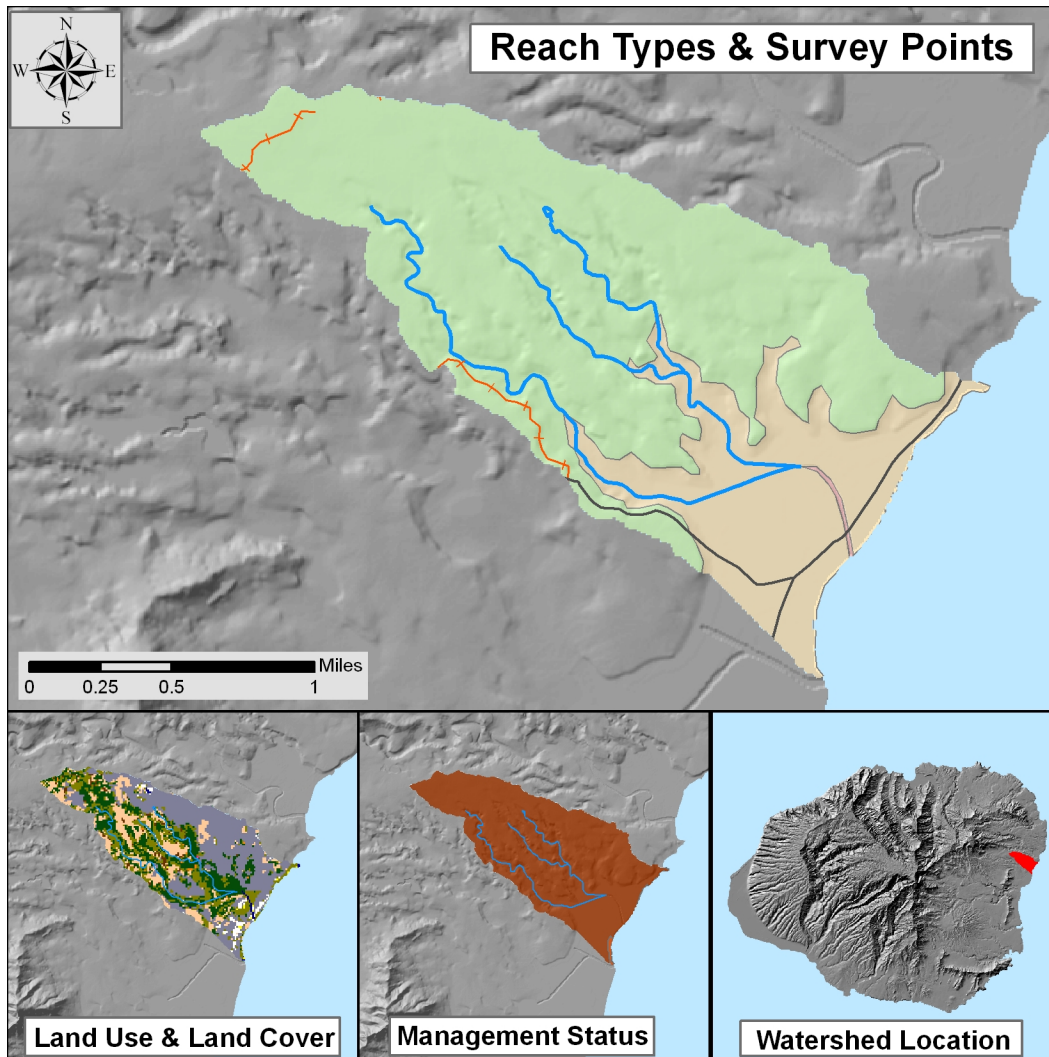 N
W E
S
Reach Types & Survey Points
Miles
0 0.25 0.5 1
Land Use & Land Cover
Management Status
Watershed Location